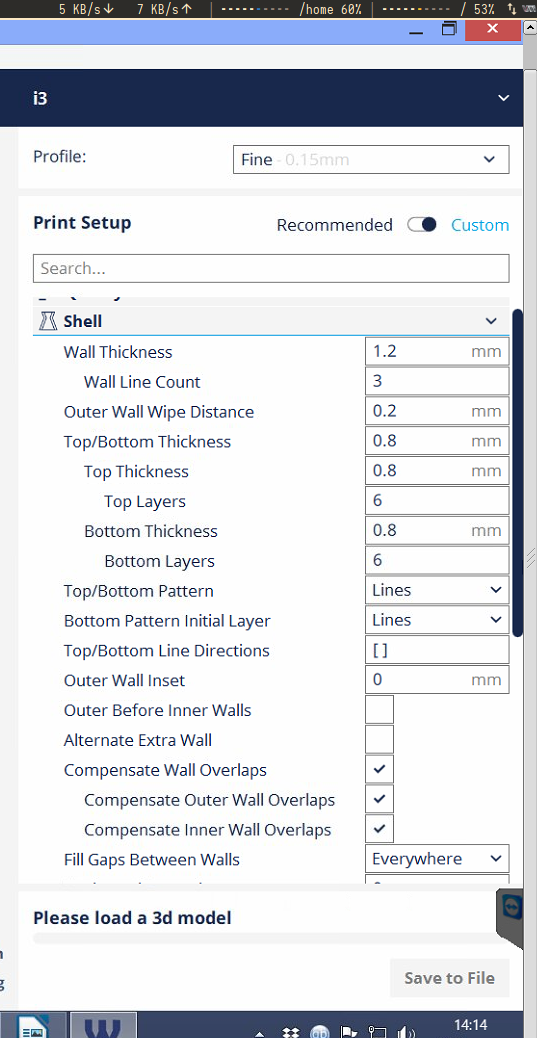 5 KB/s↓ 7 KB/s↑ | ---------- /home 60% | ---------- / 53%
i3
Profile: Fine - 0.15mm
Print Setup Recommended Custom
Search...
Shell
Wall Thickness 1.2 mm
Wall Line Count 3
Outer Wall Wipe Distance 0.2 mm
Top/Bottom Thickness 0.8 mm
Top Thickness 0.8 mm
Top Layers 6
Bottom Thickness 0.8 mm
Bottom Layers 6
Top/Bottom Pattern Lines
Bottom Pattern Initial Layer Lines
Top/Bottom Line Directions [ ]
Outer Wall Inset 0 mm
Outer Before Inner Walls
Alternate Extra Wall
Compensate Wall Overlaps
Compensate Outer Wall Overlaps
Compensate Inner Wall Overlaps
Fill Gaps Between Walls Everywhere
Please load a 3d model
Save to File
14:14